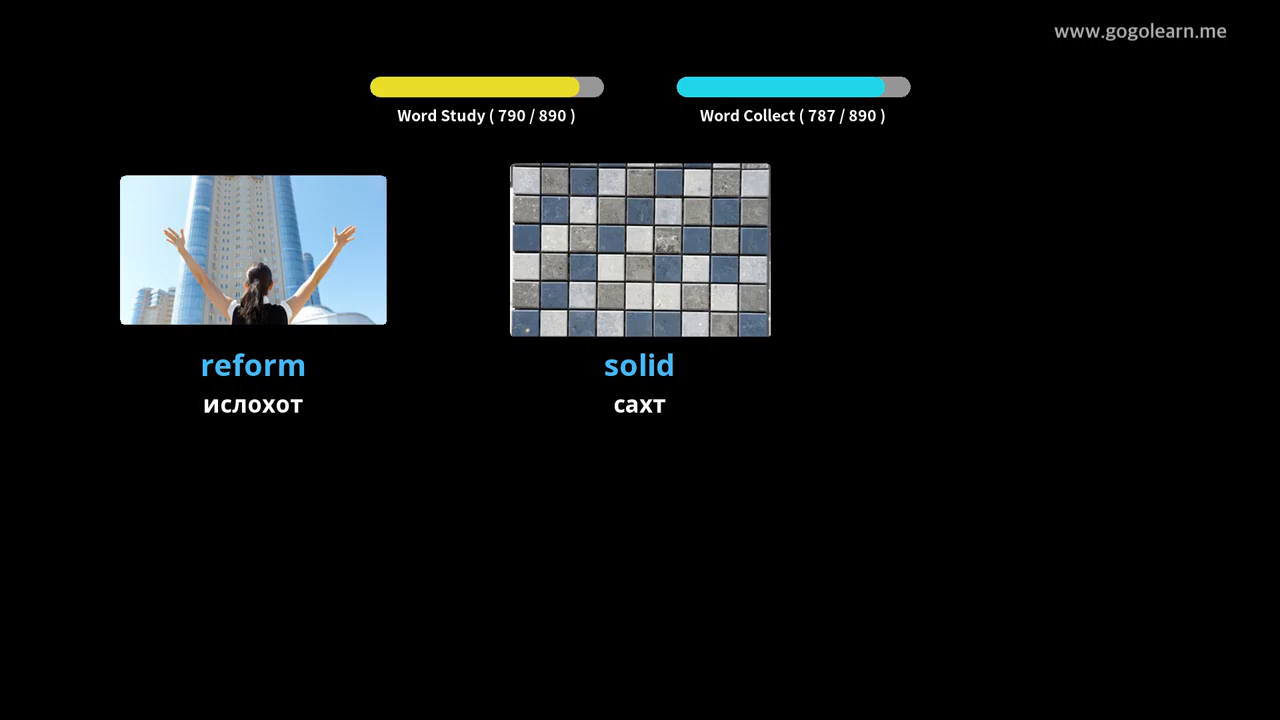 www.gogolearn.me
Word Study ( 790 / 890 )
Word Collect ( 787 / 890 )
reform
ислохот
solid
сахт